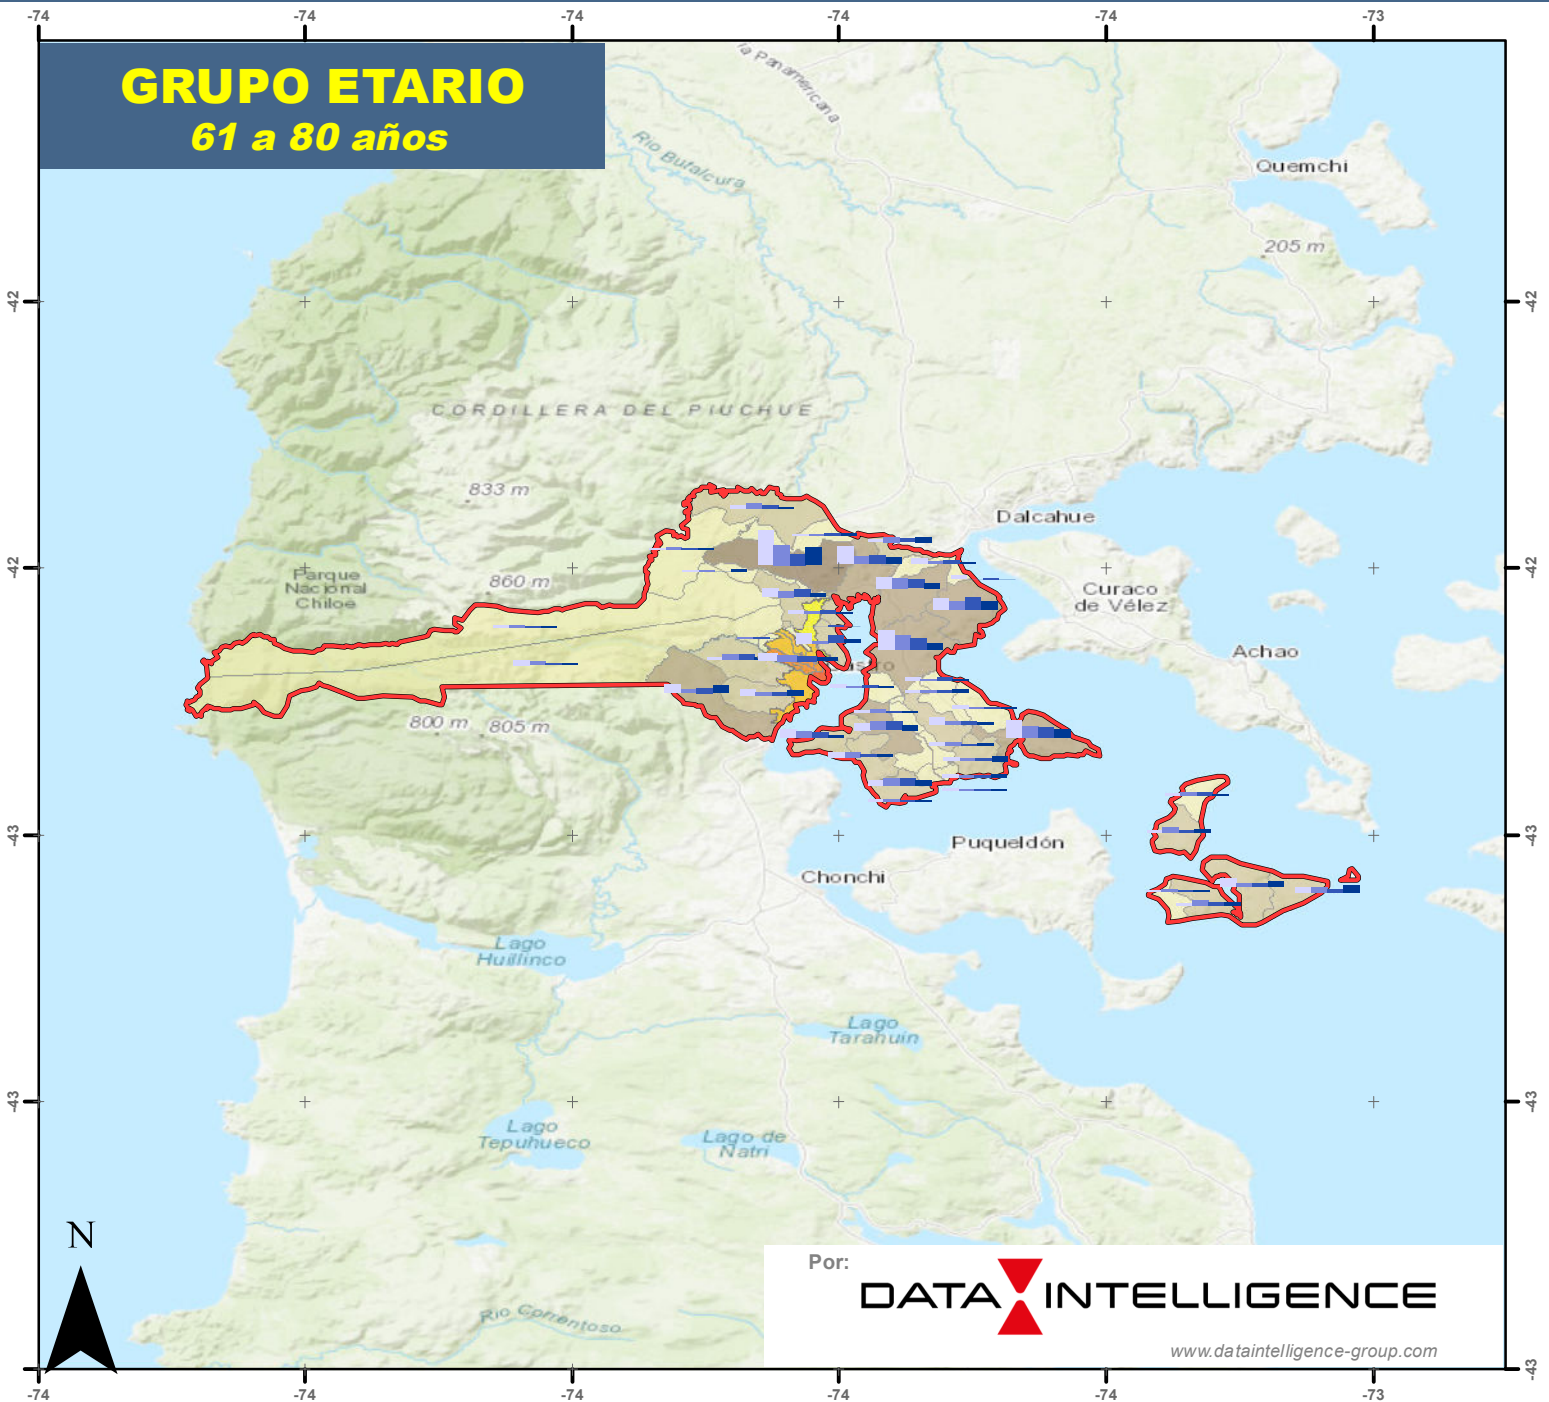 -74 -74 -74 -74 -74 -73
GRUPO ETARIO
61 a 80 años
Panamericana
Rio Butalcura
Quemchi
205 m
42 42
CORDILLERA DEL PIUCHUE
833 m
Dalcahue
42 42
Parque
Nacional
Chiloé
860 m
Curaco
de Vélez
Achao
800 m 805 m
43 43
Puqueldón
Chonchi
Lago
Huillinco
Lago
Tarahuin
43 43
Lago
Tepuhueco
Lago de
Natri
N
Por:
DATA INTELLIGENCE
www.dataintelligence-group.com
Rio Correntoso
-43
-74 -74 -74 -74 -74 -73